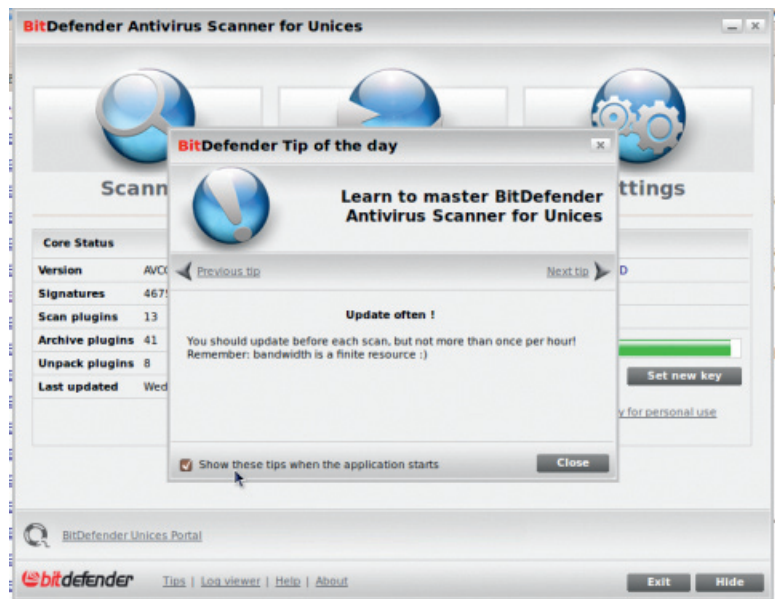 BitDefender Antivirus Scanner for Unices
BitDefender Tip of the day
Learn to master BitDefender
Antivirus Scanner for Unices
Previous tip
Next tip
Update often !
You should update before each scan, but not more than once per hour!
Remember: bandwidth is a finite resource :)
Show these tips when the application starts
Close
Scann
ttings
Core Status
Version AVCO
Signatures 4675
Scan plugins 13
Archive plugins 41
Unpack plugins 8
Last updated Wed
D
Set new key
y for personal use
BitDefender Unices Portal
bitdefender
Tips | Log viewer | Help | About
Exit
Hide